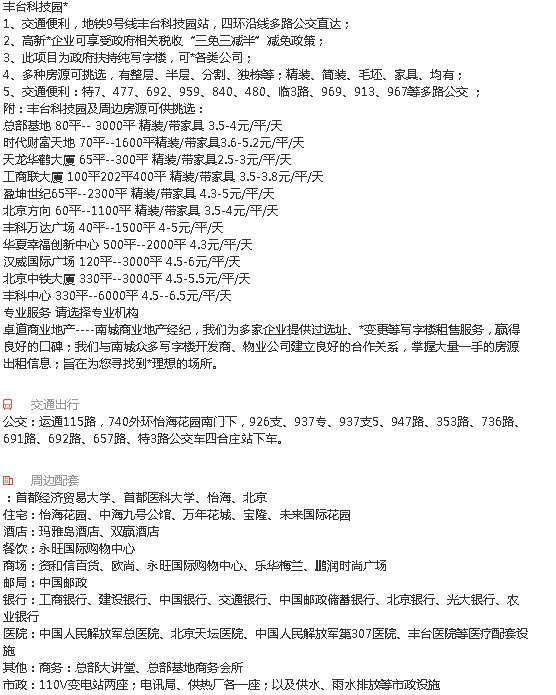 丰台科技园*
1、交通便利，地铁9号线丰台科技园站，四环沿线多路公交直达；
2、高新*企业可享受政府相关税收“三免三减半”减免政策；
3、此项目为政府扶持纯写字楼，可*各类公司；
4、多种房源可挑选，有整层、半层、分割、独栋等；精装、简装、毛坯、家具、均有；
5、交通便利：特7、477、692、959、840、480、临3路、969、913、967等多路公交 ；
附：丰台科技园及周边房源可供挑选：
总部基地 80平-- 3000平 精装/带家具 3.5-4元/平/天
时代财富天地 70平--1600平精装/带家具3.6-5.2元/平/天
天龙华鹤大厦 65平--300平 精装/带家具2.5-3元/平/天
工商联大厦 100平202平400平 精装/带家具 3.5-3.8元/平/天
盈坤世纪65平--2300平 精装/带家具 4.3-5元/平/天
北京方向 60平--1100平 精装/带家具 3.5-4元/平/天
丰科万达广场 40平--1500平 4-5元/平/天
华夏幸福创新中心 500平--2000平 4.3元/平/天
汉威国际广场 120平--3000平 4.5-6元/平/天
北京中铁大厦 330平--3000平 4.5-5.5元/平/天
丰科中心 330平--6000平 4.5--6.5元/平/天
专业服务 请选择专业机构
卓道商业地产----南城商业地产经纪，我们为多家企业提供过选址、*变更等写字楼租售服务，赢得
良好的口碑；我们与南城众多写字楼开发商、物业公司建立良好的合作关系，掌握大量一手的房源
出租信息；旨在为您寻找到*理想的场所。
交通出行
公交：运通115路，740外环怡海花园南门下，926支、937专、937支5、947路、353路、736路、
691路、692路、657路、特3路公交车四合庄站下车。
周边配套
：首都经济贸易大学、首都医科大学、怡海、北京
住宅：怡海花园、中海九号公馆、万年花城、宝隆、未来国际花园
酒店：玛雅岛酒店、双赢酒店
餐饮：永旺国际购物中心
商场：资和信百货、欧尚、永旺国际购物中心、乐华梅兰、鹏润时尚广场
邮局：中国邮政
银行：工商银行、建设银行、中国银行、交通银行、中国邮政储蓄银行、北京银行、光大银行、农
业银行
医院：中国人民解放军总医院、北京天坛医院、中国人民解放军第307医院、丰台医院等医疗配套设
施
其他：商务：总部大讲堂、总部基地商务会所
市政：110V变电站两座；电讯局、供热厂各一座；以及供水、雨水排放等市政设施